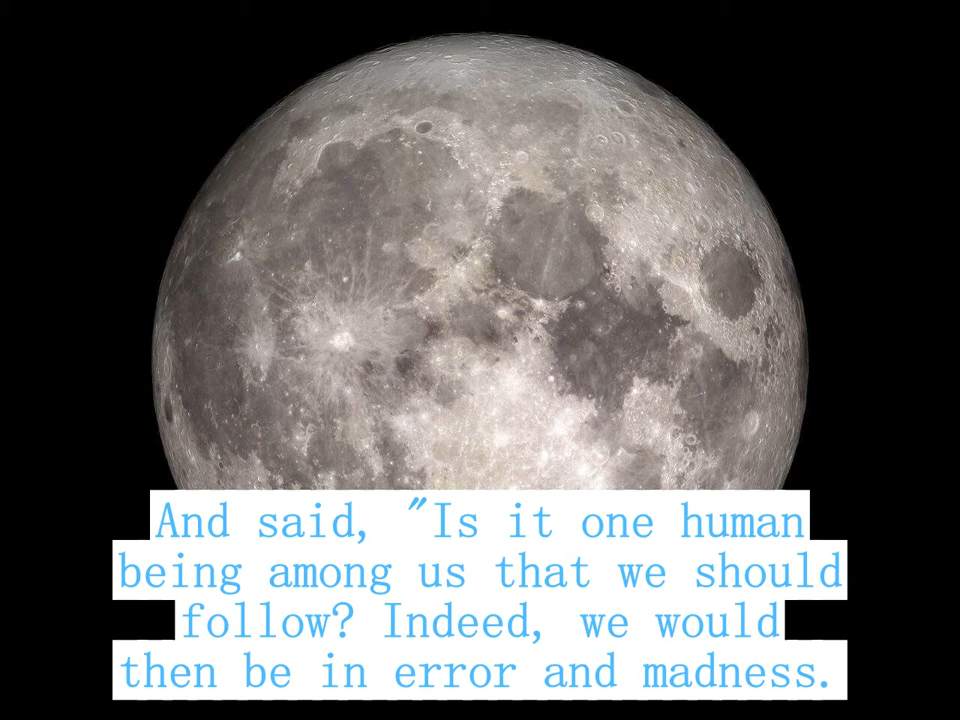 And said, "Is it one human
being among us that we should
follow? Indeed, we would
then be in error and madness.